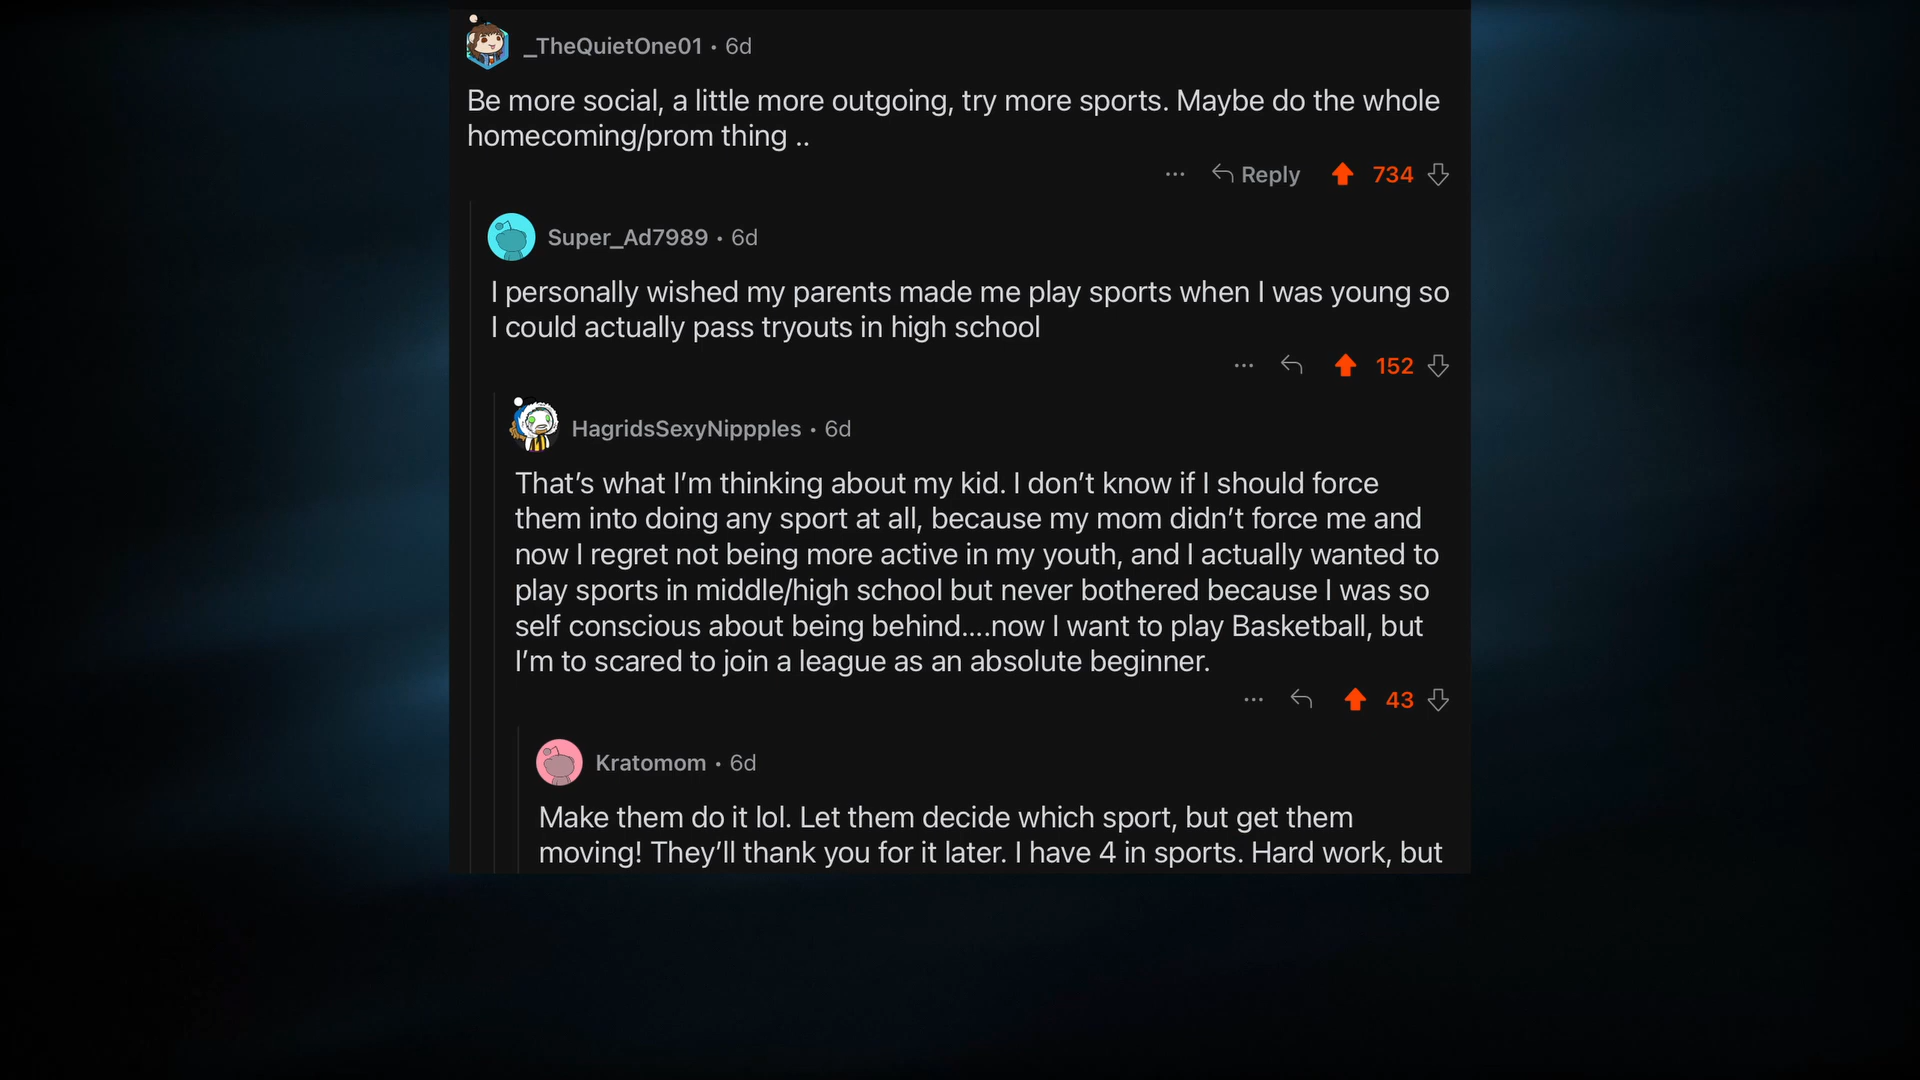 _TheQuietOne01 • 6d
Be more social, a little more outgoing, try more sports. Maybe do the whole
homecoming/prom thing ..
... Reply 734
Super_Ad7989 • 6d
I personally wished my parents made me play sports when I was young so
I could actually pass tryouts in high school
... 152
HagridsSexyNippples • 6d
That’s what I’m thinking about my kid. I don’t know if I should force
them into doing any sport at all, because my mom didn’t force me and
now I regret not being more active in my youth, and I actually wanted to
play sports in middle/high school but never bothered because I was so
self conscious about being behind....now I want to play Basketball, but
I’m to scared to join a league as an absolute beginner.
... 43
Kratomom • 6d
Make them do it lol. Let them decide which sport, but get them
moving! They’ll thank you for it later. I have 4 in sports. Hard work, but